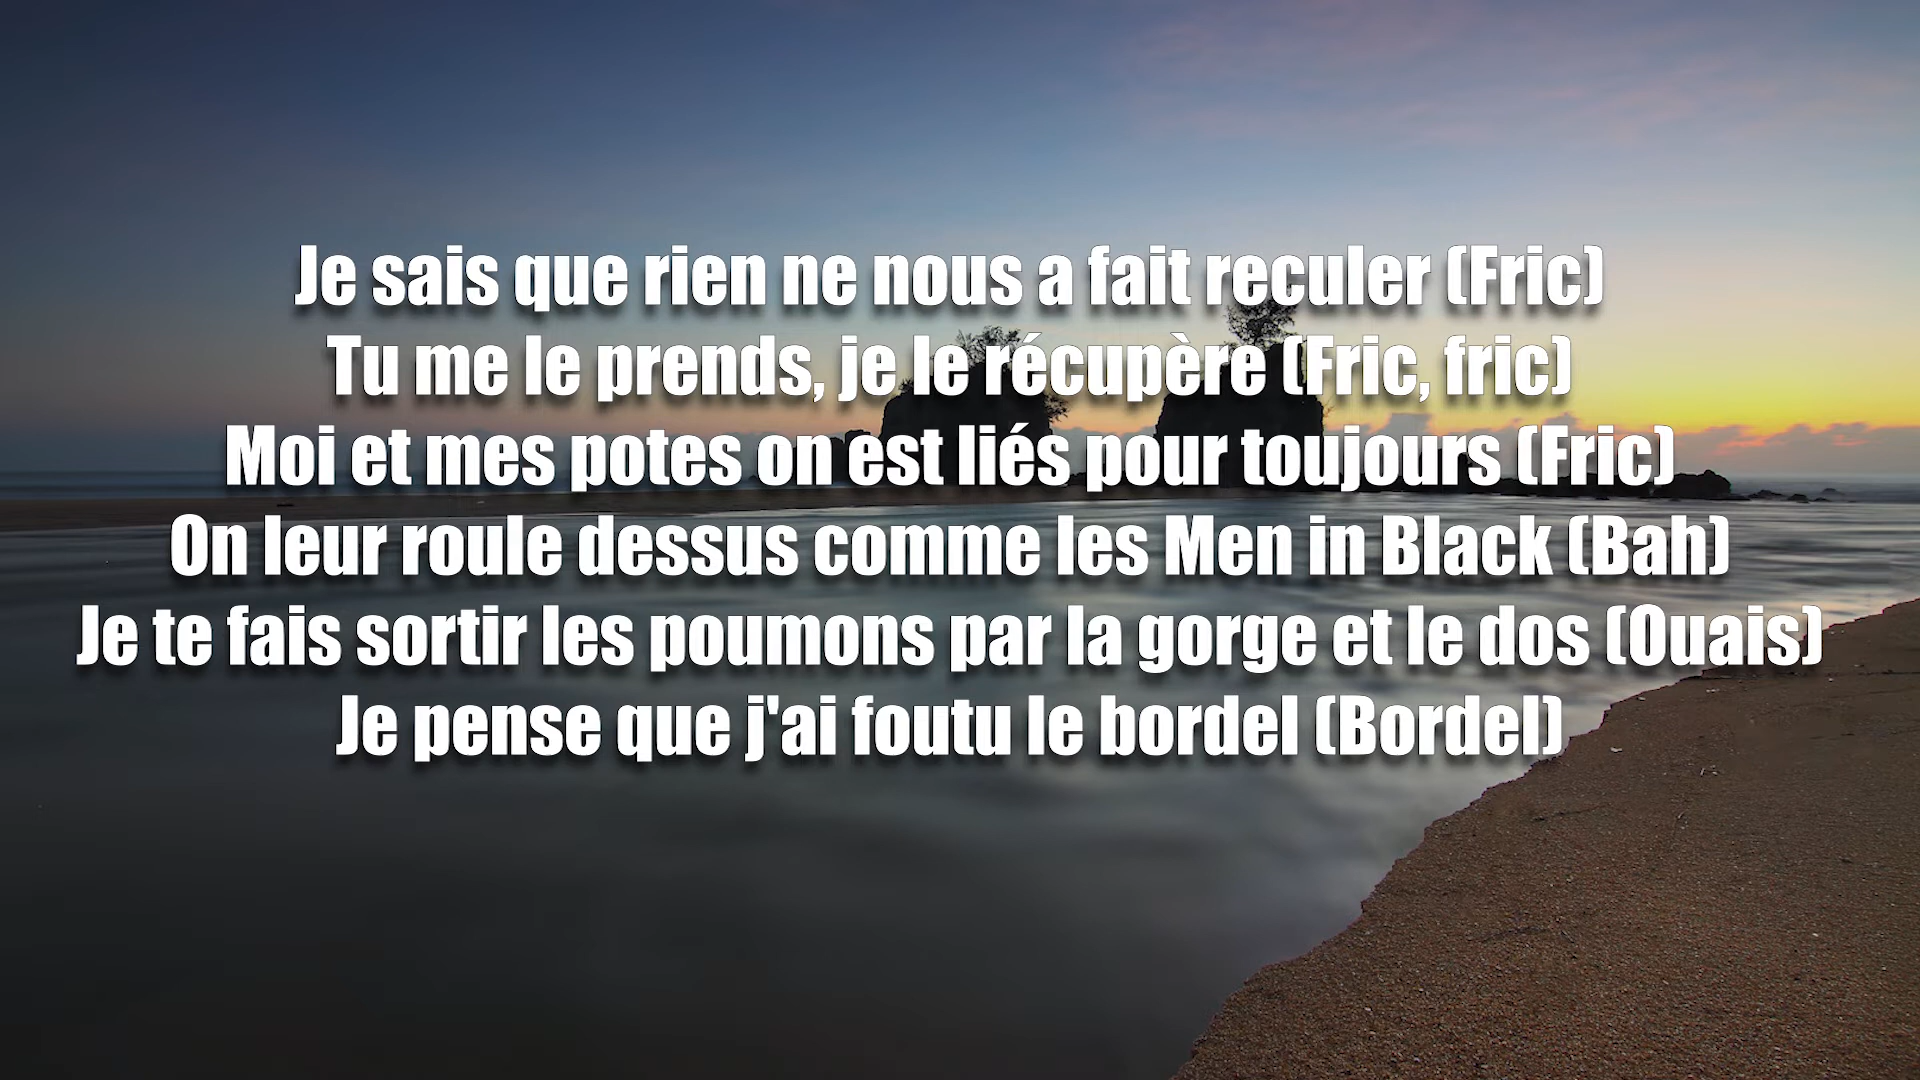 Je sais que rien ne nous a fait reculer (Fric)
Tu me le prends, je le récupère (Fric, fric)
Moi et mes potes on est liés pour toujours (Fric)
On leur roule dessus comme les Men in Black (Bah)
Je te fais sortir les poumons par la gorge et le dos (Ouais)
Je pense que j'ai foutu le bordel (Bordel)